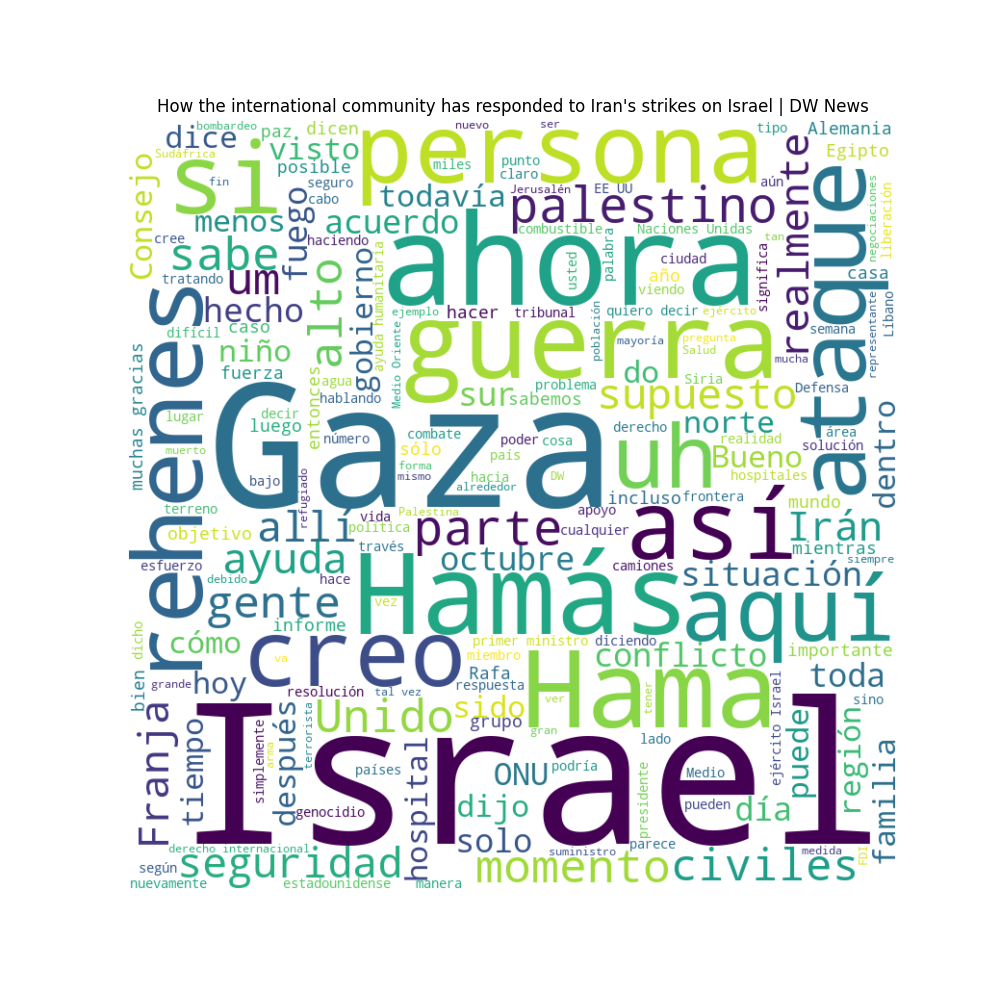 How the international community has responded to Iran's strikes on Israel | DW News
bombardeo
nuevo
ser
dice
paz
dicen
persona
tipo
Alemania
Sudáfrica
si
visto
miles
punto
claro
Egipto
Consejo
fin
posible
seguro
cabo
todavía
Jerusalén
EE UU
aún
realmente
ataque
negociaciones
liberación
menos
fuego
acuerdo
palestino
combustible
Naciones Unidas
tan
cree
sabe
haciendo
ahora
usted
palabra
ciudad
significa
casa
tratando
um
alto
gobierno
ayuda humanitaria
año
viendo
representante
Líbano
rehenes
hecho
ejemplo
hacer
tribunal
quiero decir
ejército
semana
difícil
caso
guerra
población
mayoría
pregunta
Salud
mucha
niño
Medio Oriente
fuerza
entonces
agua
hablando
sur
sabemos
problema
do
Siria
supuesto
Defensa
muchas gracias
lugar
decir
luego
Gaza
número
combate
sólo
poder
cosa
derecho
norte
realidad
área
solución
dentro
muerto
forma
mismo
país
hacia
DW
uh
Bueno
hospitales
bajo
refugiado
alrededor
incluso
frontera
mundo
terreno
vida
Palestina
apoyo
así
Irán
objetivo
allí
política
parte
cualquier
mientras
esfuerzo
ayuda
través
octubre
camiones
situación
siempre
debido
hace
Hamás
aquí
gente
vez
informe
bien dicho
cómo
creo
primer ministro
diciendo
miembro
conflicto
importante
va
grande
hoy
resolución
tal vez
Rafa
respuesta
Hama
ver
tener
toda
sino
Franja
tiempo
simplemente
arma
después
terrorista
Unido
sido
grupo
gran
lado
ejército Israel
puede
región
Israel
países
hospital
ONU
podría
Medio
presidente
familia
genocidio
dijo
pueden
día
derecho internacional
solo
parece
según
seguridad
suministro
medida
FDI
momento
civiles
nuevamente
estadounidense
manera